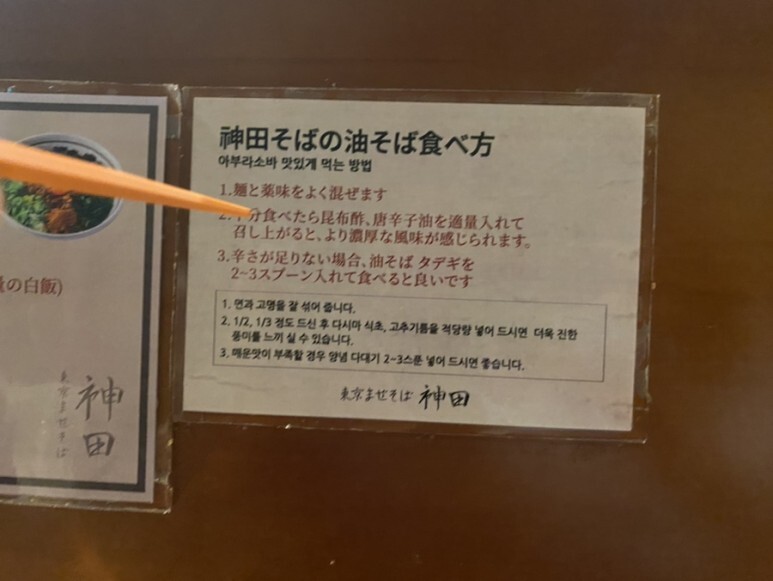 神田そばの油そば食べ方
아부라소바 맛있게 먹는 방법
1.麺と薬味をよく混ぜます
2. 分食べたら昆布酢、唐辛子油を適量入れて
召し上がると、より濃厚な風味が感じられます。
3.辛さが足りない場合、油そば タデギを
2~3スプーン入れて食べると良いです
1. 면과 고명을 잘 섞어 줍니다.
2. 1/2, 1/3 정도 드신 후 다시마 식초, 고추기름을 적당량 넣어 드시면 더욱 진한
풍미를 느끼 실 수 있습니다.
3. 매운맛이 부족할 경우 양념 다대기 2~3스푼 넣어 드시면 좋습니다.
東京まぜそば 神田
の白飯)
東京まぜそば
神田